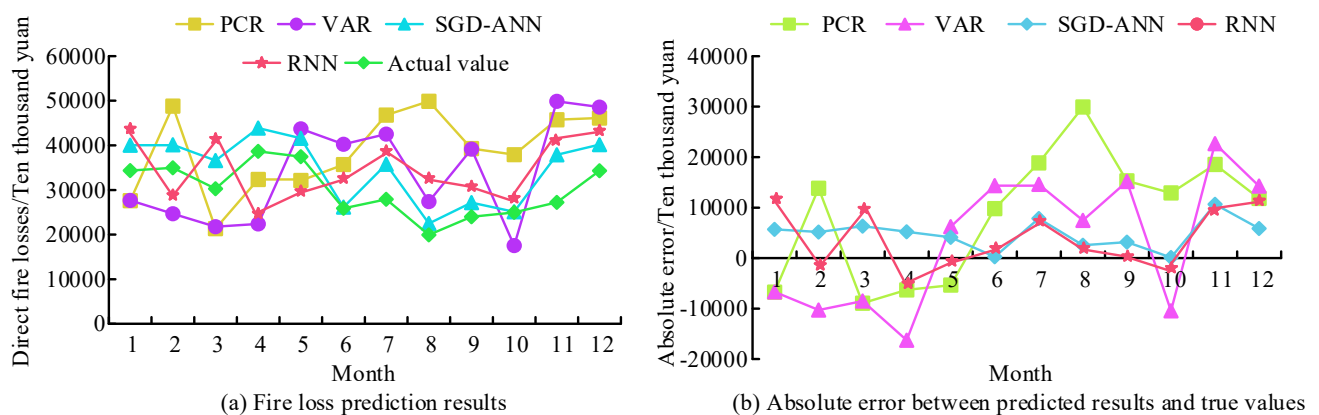 PCR VAR SGD-ANN
RNN Actual value
Direct fire losses/Ten thousand yuan
60000
50000
40000
30000
20000
10000
0
1 2 3 4 5 6 7 8 9 10 11 12
Month
(a) Fire loss prediction results
PCR VAR SGD-ANN RNN
Absolute error/Ten thousand yuan
40000
30000
20000
10000
0
-10000
-20000
1 2 3 4 5 6 7 8 9 10 11 12
Month
(b) Absolute error between predicted results and true values